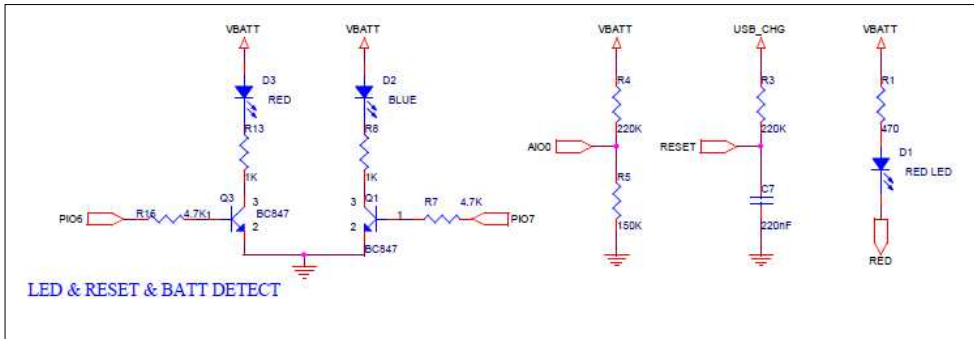 VBATT VBATT VBATT USB_CHG VBATT
D3 D2 R4 R3 R1
RED BLUE
R13 R8 220K 220K 470
AIO0 RESET D1
1K 1K R5 C7 RED LED
Q3 3 3 Q1 R7 4.7K
PIO6 R16 4.7K 1 BC847 1 PIO7
2 2 150K 220nF
BC847 RED
LED & RESET & BATT DETECT